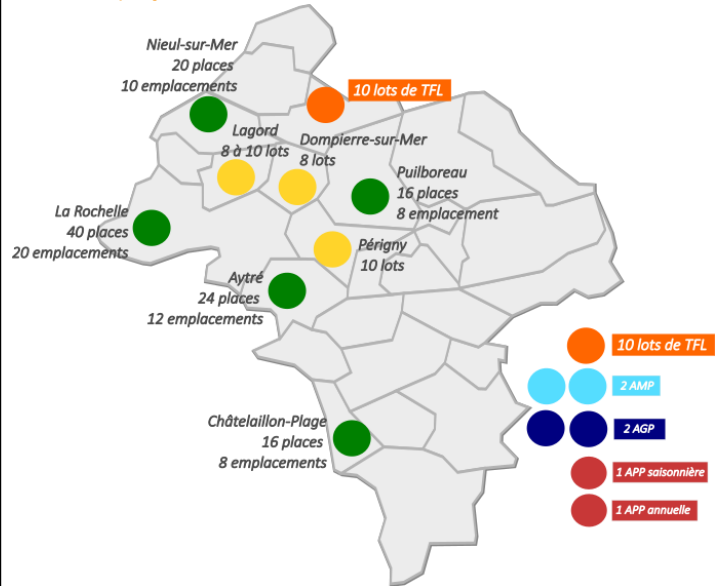 Nieul-sur-Mer
20 places
10 emplacements
10 lots de TFL
Lagord
8 à 10 lots
Dompierre-sur-Mer
8 lots
Puilboreau
16 places
8 emplacement
La Rochelle
40 places
20 emplacements
Périgny
10 lots
Aytré
24 places
12 emplacements
10 lots de TFL
2 AMP
2 AGP
Châtelaillon-Plage
16 places
8 emplacements
1 APP saisonnière
1 APP annuelle